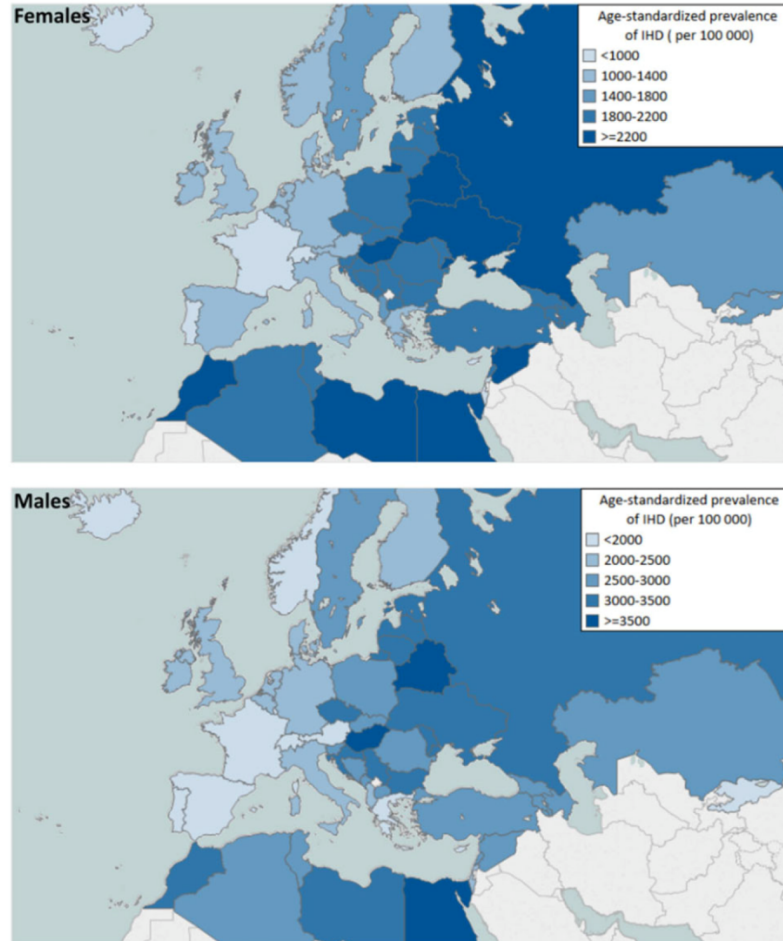 Females
Age-standardized prevalence
of IHD ( per 100 000)
<1000
1000-1400
1400-1800
1800-2200
>=2200
Males
Age-standardized prevalence
of IHD (per 100 000)
<2000
2000-2500
2500-3000
3000-3500
>=3500